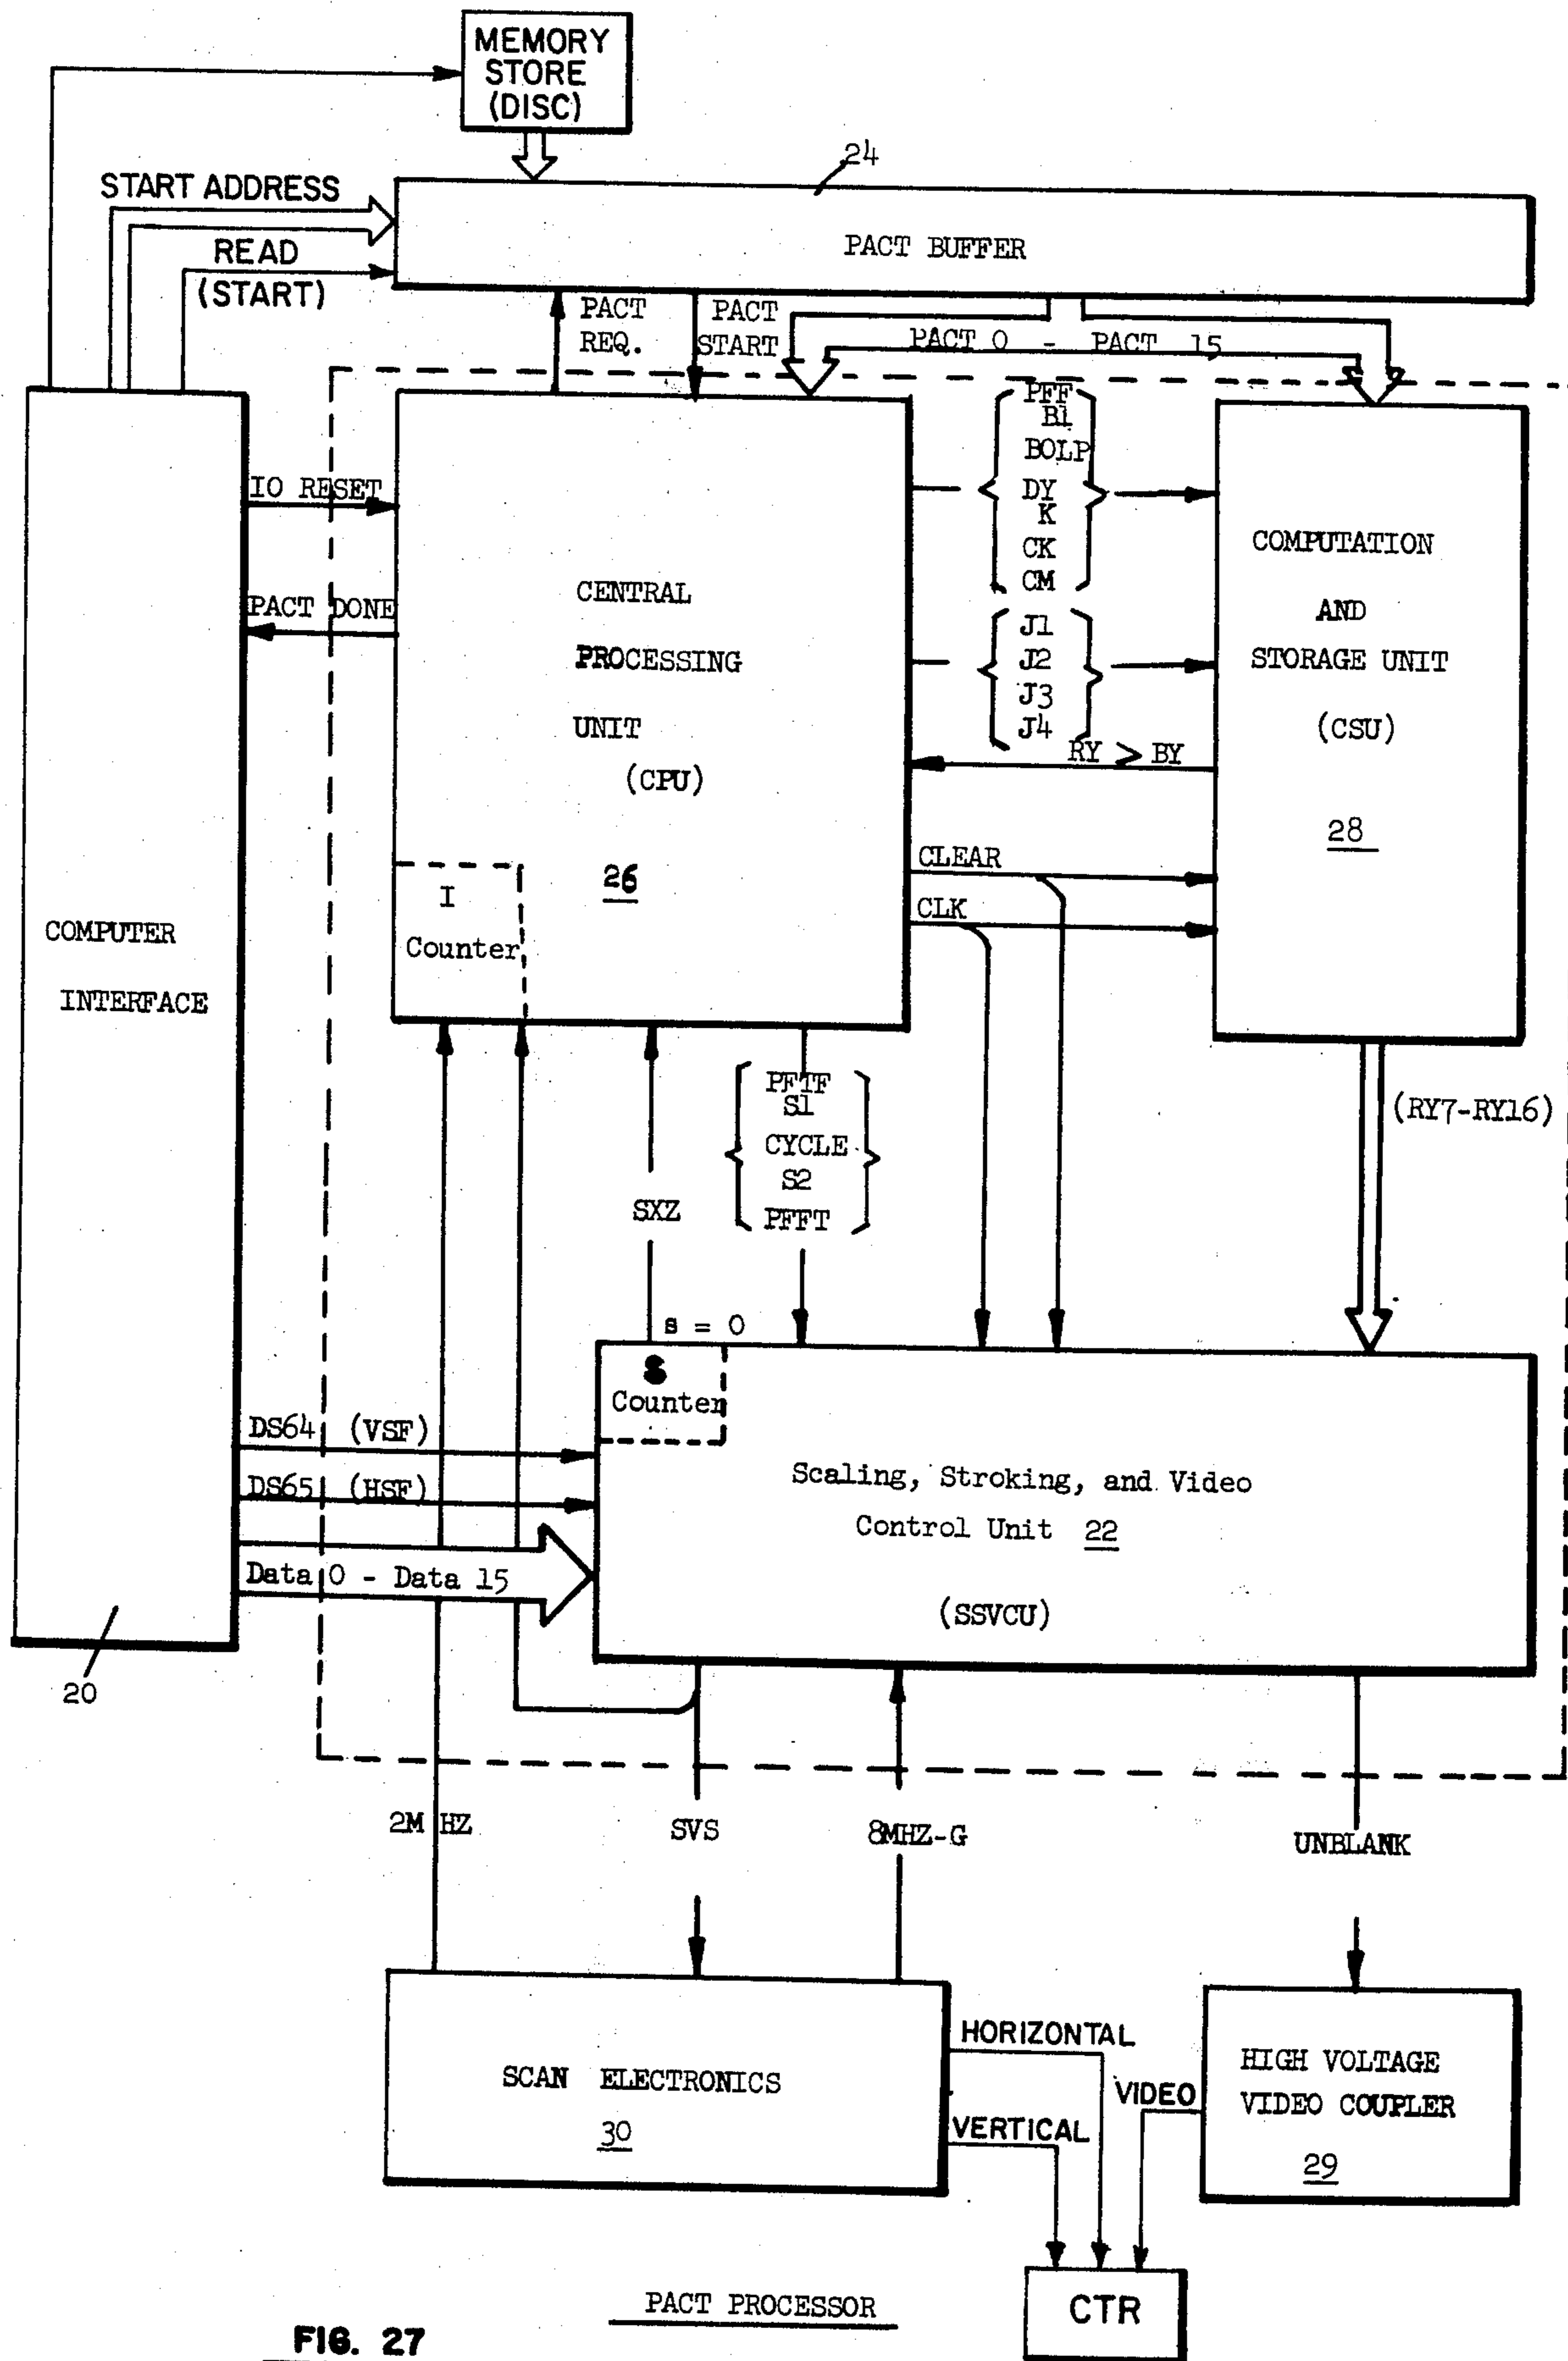 MEMORY
STORE
(DISC)
24
START ADDRESS
PACT BUFFER
READ
(START)
PACT
REQ.
PACT
START
PACT 0 - PACT 15
PFF
B1
BOLP
DY
K
CK
CM
IO RESET
COMPUTATION
AND
STORAGE UNIT
(CSU)
28
CENTRAL
PROCESSING
UNIT
(CPU)
26
PACT DONE
J1
J2
J3
J4
RY > BY
CLEAR
CLK
I
Counter
COMPUTER
INTERFACE
PFTF
S1
CYCLE
S2
PFFT
(RY7-RY16)
SXZ
s = 0
S
Counter
DS64 (VSF)
DS65 (HSF)
Data 0 - Data 15
Scaling, Stroking, and Video
Control Unit 22
(SSVCU)
20
2M HZ
SVS
8MHZ-G
UNBLANK
SCAN ELECTRONICS
30
HORIZONTAL
VERTICAL
VIDEO
HIGH VOLTAGE
VIDEO COUPLER
29
CTR
PACT PROCESSOR
FIG. 27